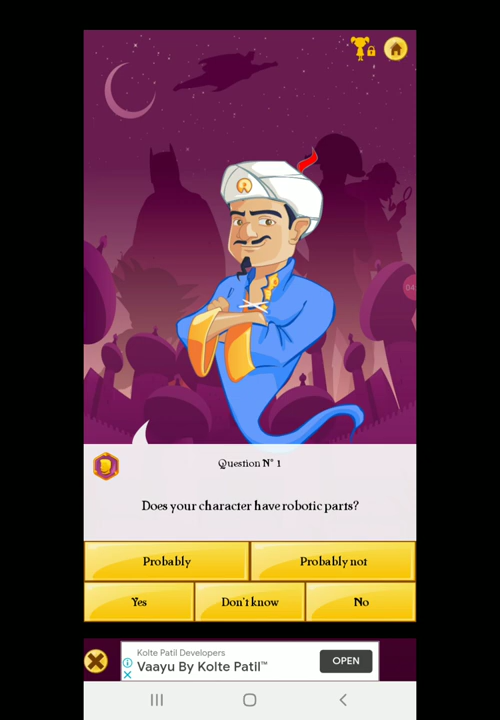 Question N° 1
Does your character have robotic parts?
Probably
Probably not
Yes
Don't know
No
Kolte Patil Developers
Vaayu By Kolte Patil™
OPEN